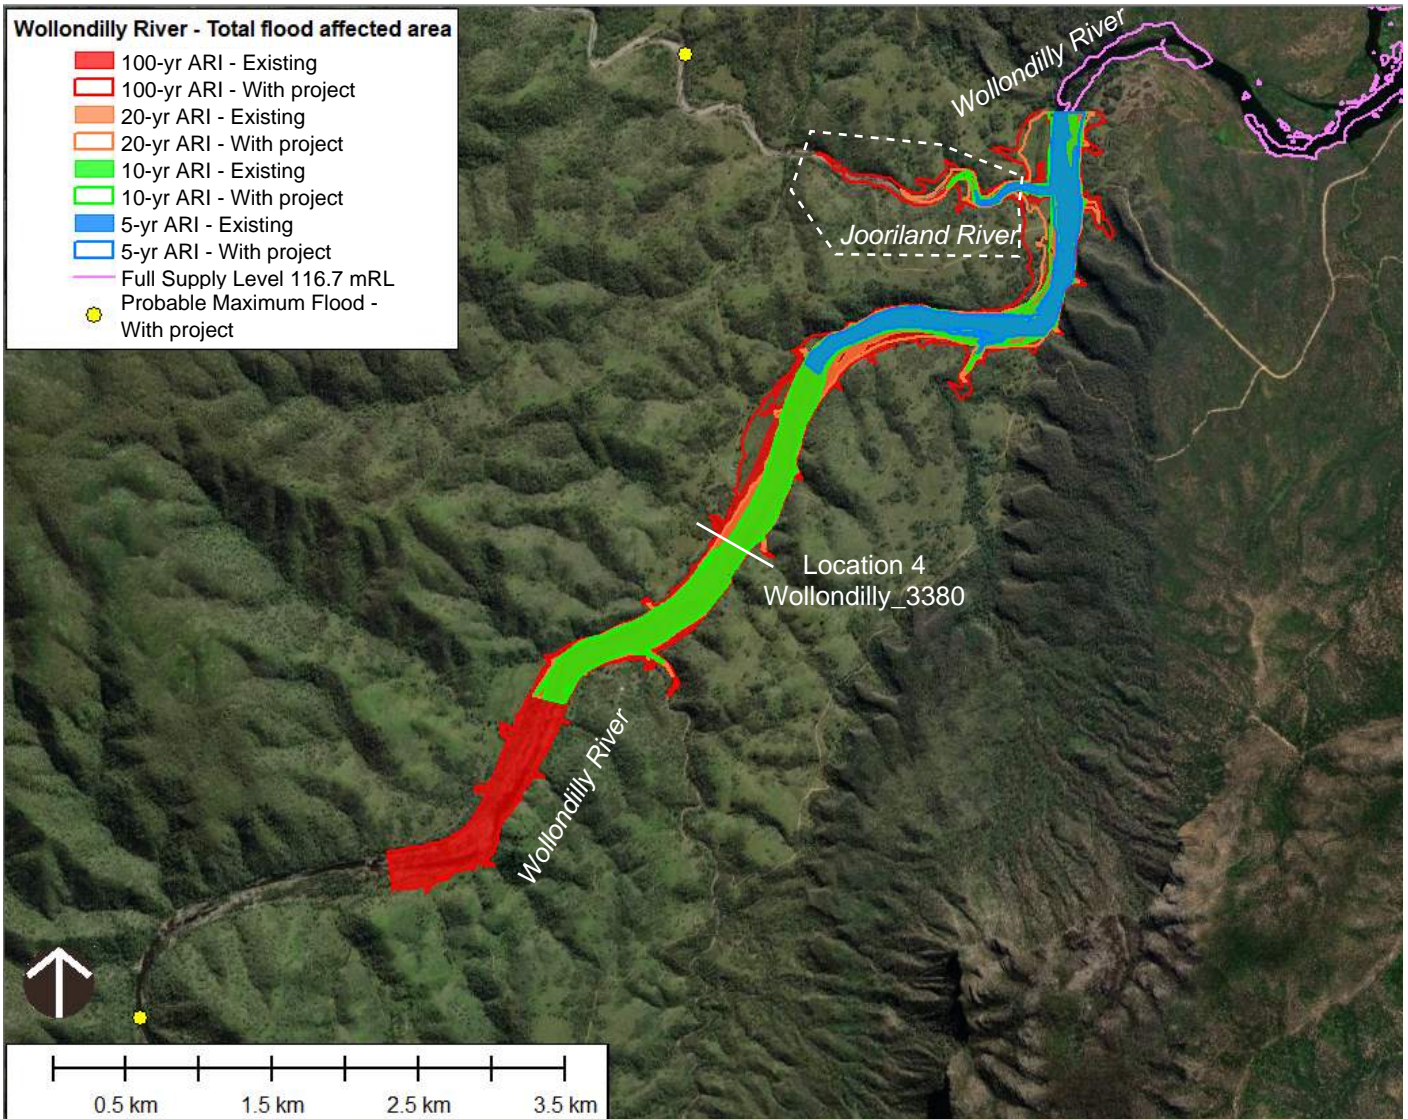 Wollondilly River - Total flood affected area
100-yr ARI - Existing
100-yr ARI - With project
20-yr ARI - Existing
20-yr ARI - With project
10-yr ARI - Existing
10-yr ARI - With project
5-yr ARI - Existing
5-yr ARI - With project
Full Supply Level 116.7 mRL
Probable Maximum Flood -
With project
Wollondilly River
Jooriland River
Location 4
Wollondilly_3380
Wollondilly River
0.5 km 1.5 km 2.5 km 3.5 km